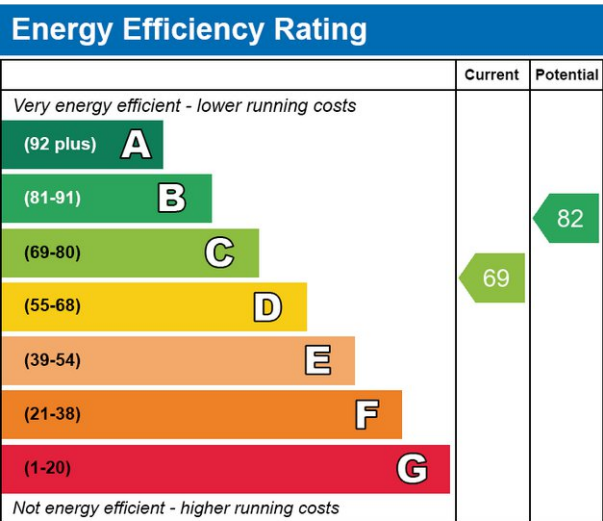 Energy Efficiency Rating
Current Potential
Very energy efficient - lower running costs
(92 plus) A
(81-91) B
82
(69-80) C
69
(55-68) D
(39-54) E
(21-38) F
(1-20) G
Not energy efficient - higher running costs